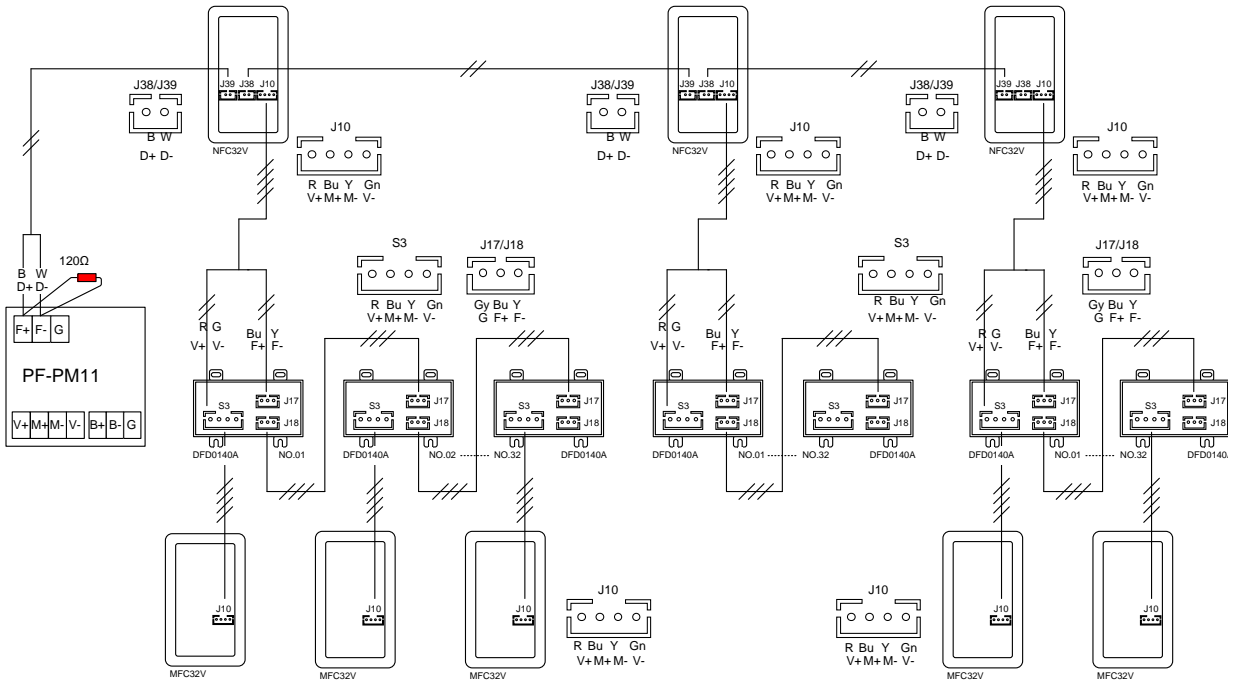 J39 J38 J10
J39 J38 J10
J39 J38 J10
J38/J39
J38/J39
J38/J39
B W
D+ D-
B W
D+ D-
B W
D+ D-
NFC32V
NFC32V
NFC32V
J10
R Bu Y Gn
V+ M+ M- V-
J10
R Bu Y Gn
V+ M+ M- V-
J10
R Bu Y Gn
V+ M+ M- V-
B W
D+ D-
120Ω
F+ F- G
PF-PM11
V+ M+ M- V- B+ B- G
S3
R Bu Y Gn
V+ M+ M- V-
J17/J18
Gy Bu Y
G F+ F-
S3
R Bu Y Gn
V+ M+ M- V-
J17/J18
Gy Bu Y
G F+ F-
R G
V+ V-
Bu Y
F+ F-
R G
V+ V-
Bu Y
F+ F-
R G
V+ V-
Bu Y
F+ F-
S3 J17
J18
S3 J17
J18
S3 J17
J18
S3 J17
J18
S3 J17
J18
S3 J17
J18
S3 J17
J18
DFD0140A NO.01
DFD0140A NO.02 ......... NO.32 DFD0140A
DFD0140A NO.01 ......... NO.32 DFD0140A
DFD0140A NO.01 ......... NO.32 DFD0140
J10
J10
J10
J10
R Bu Y Gn
V+ M+ M- V-
J10
R Bu Y Gn
V+ M+ M- V-
J10
J10
MFC32V
MFC32V
MFC32V
MFC32V
MFC32V